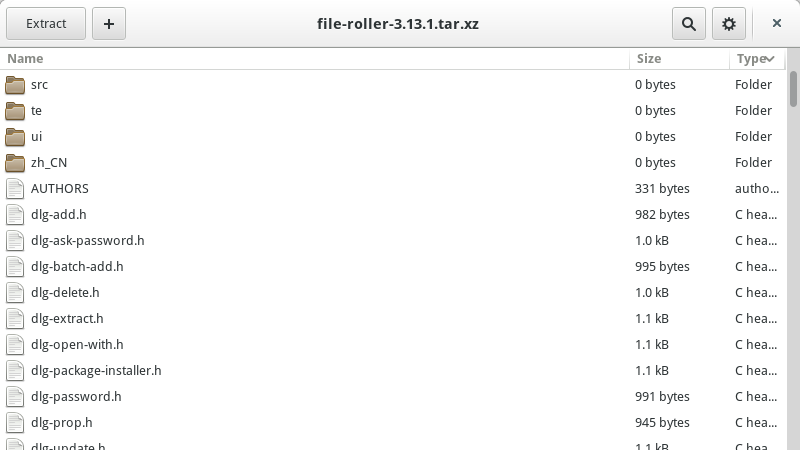 Extract + file-roller-3.13.1.tar.xz
Name Size Type
src 0 bytes Folder
te 0 bytes Folder
ui 0 bytes Folder
zh_CN 0 bytes Folder
AUTHORS 331 bytes autho...
dlg-add.h 982 bytes C hea...
dlg-ask-password.h 1.0 kB C hea...
dlg-batch-add.h 995 bytes C hea...
dlg-delete.h 1.0 kB C hea...
dlg-extract.h 1.1 kB C hea...
dlg-open-with.h 1.1 kB C hea...
dlg-package-installer.h 1.1 kB C hea...
dlg-password.h 991 bytes C hea...
dlg-prop.h 945 bytes C hea...
dlg-update.h 1.1 kB C hea...